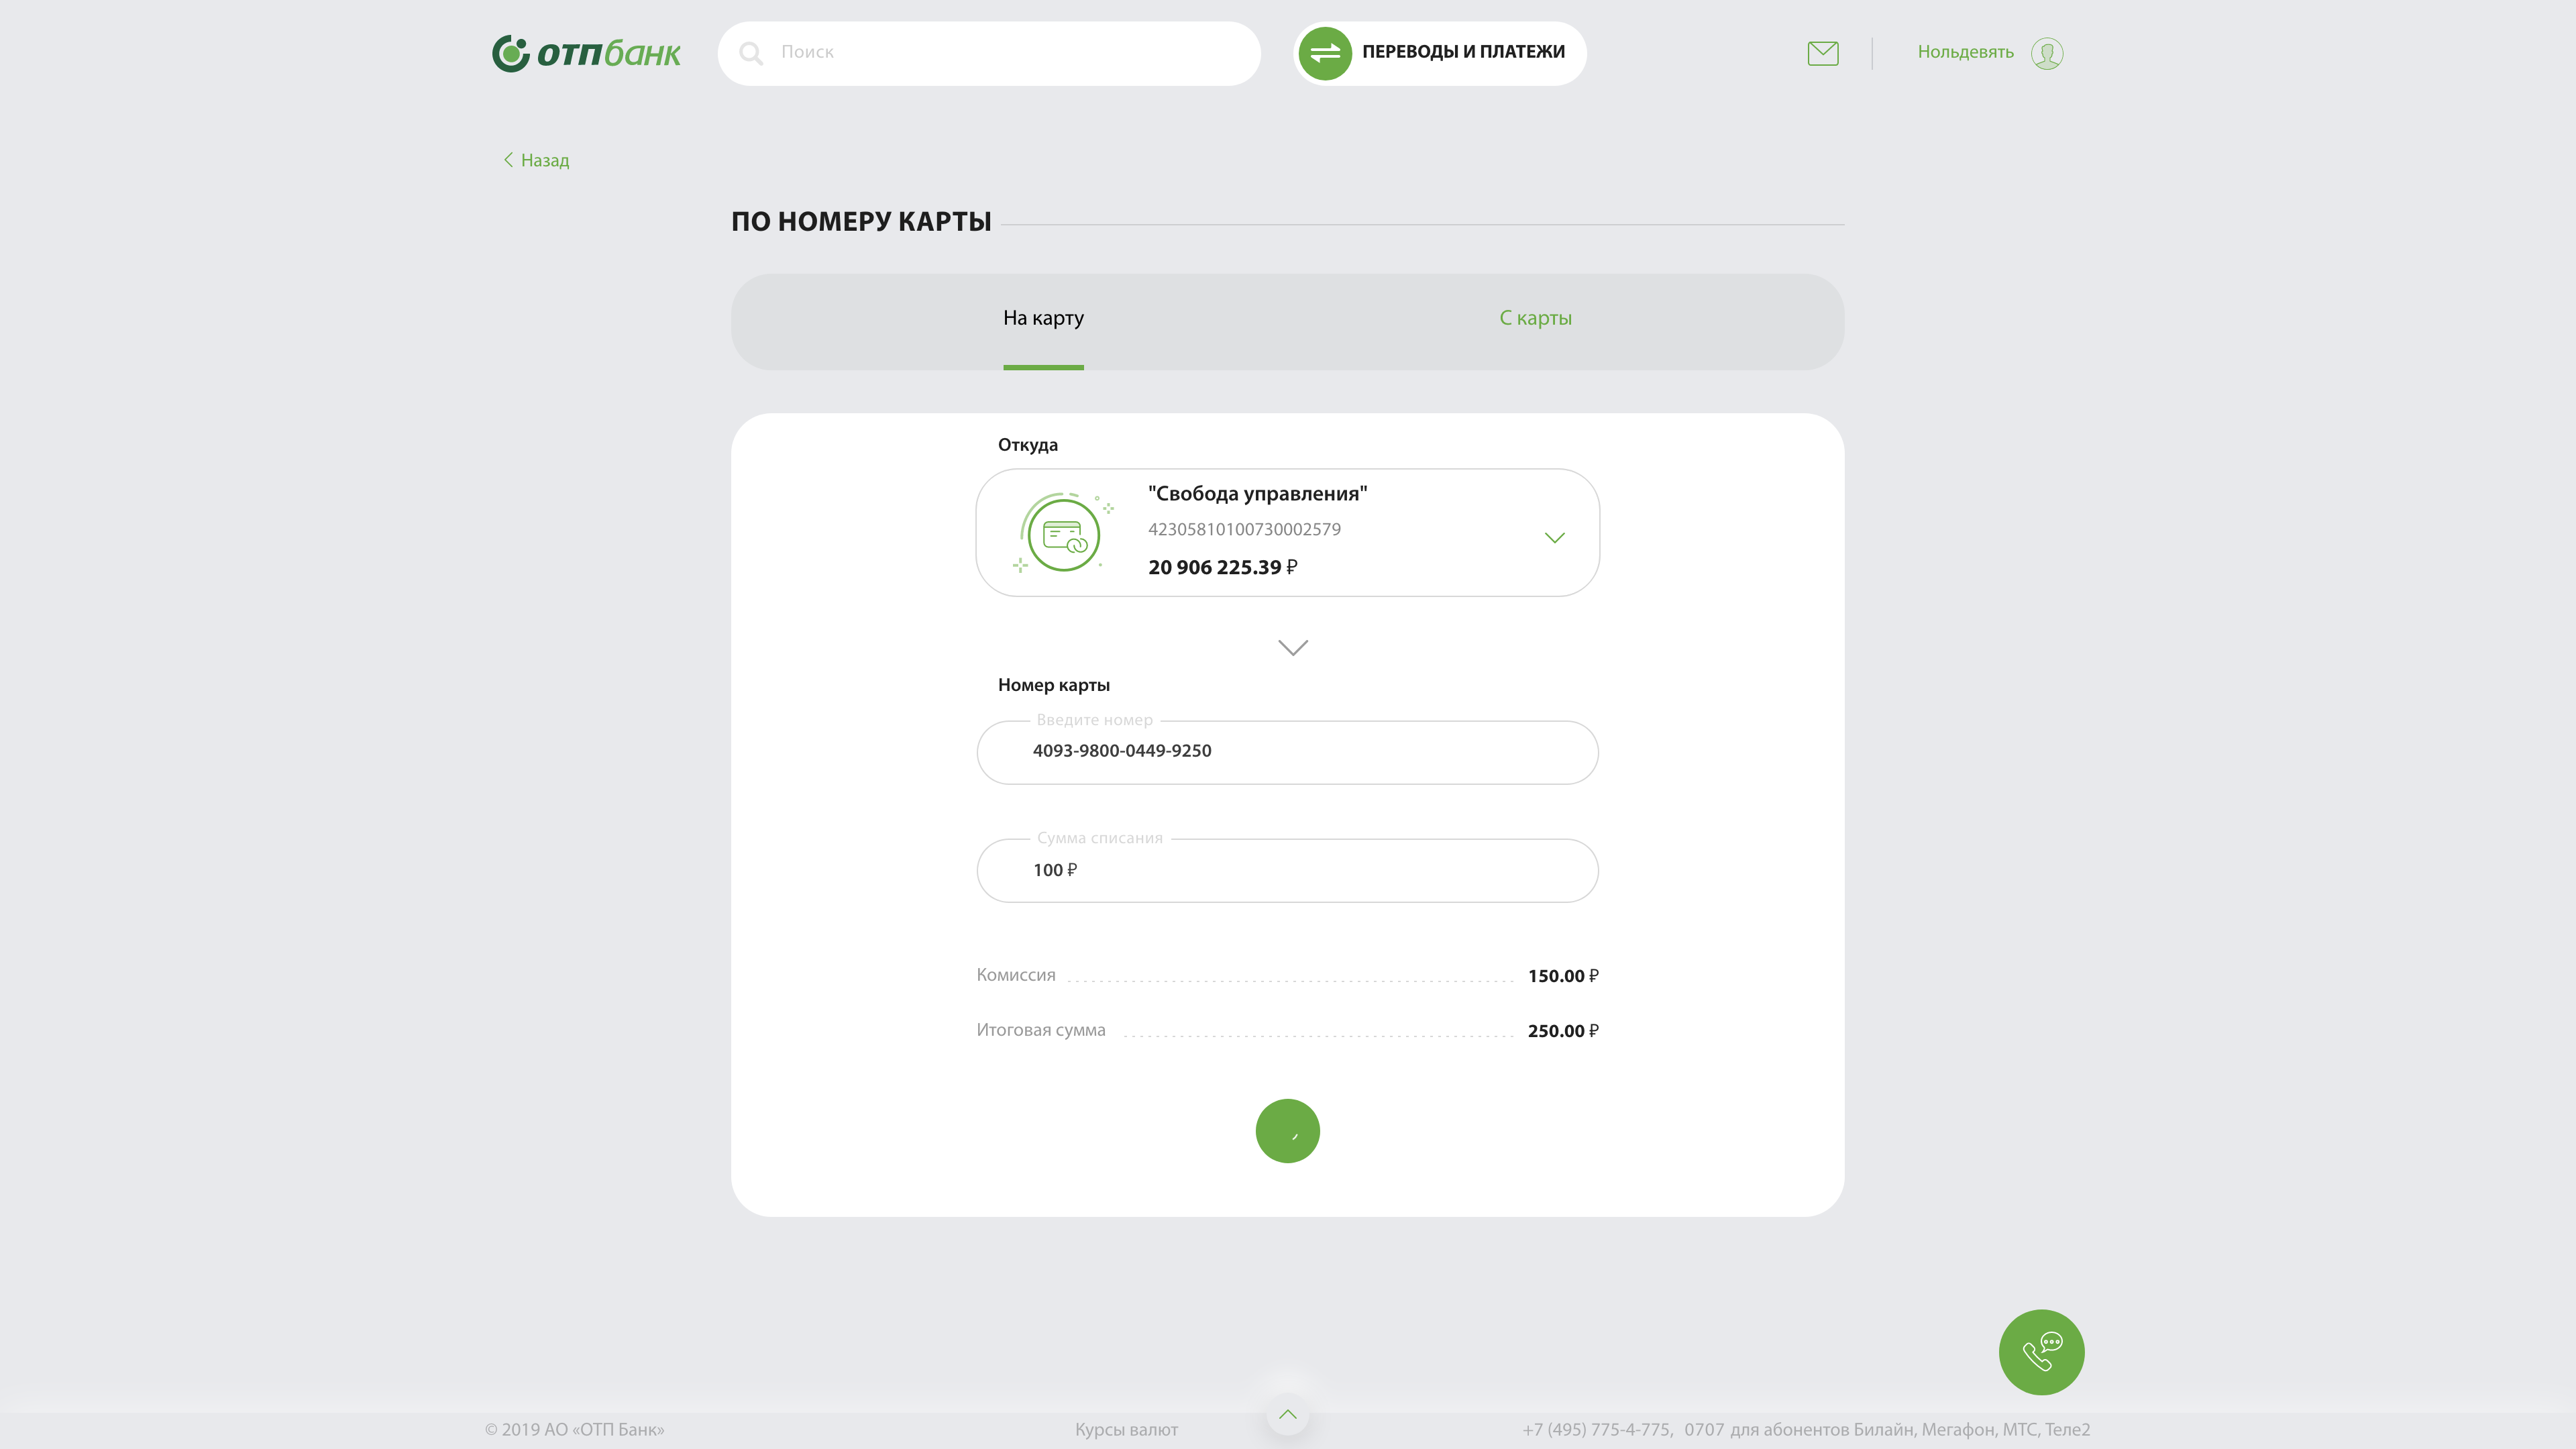 отпбанк
Поиск
ПЕРЕВОДЫ И ПЛАТЕЖИ
Нольдевять
Назад
ПО НОМЕРУ КАРТЫ
На карту
С карты
Откуда
"Свобода управления"
42305810100730002579
20 906 225.39 ₽
Номер карты
Введите номер
4093-9800-0449-9250
Сумма списания
100 ₽
Комиссия 150.00 ₽
Итоговая сумма 250.00 ₽
© 2019 АО «ОТП Банк»
Курсы валют
+7 (495) 775-4-775, 0707 для абонентов Билайн, Мегафон, МТС, Теле2